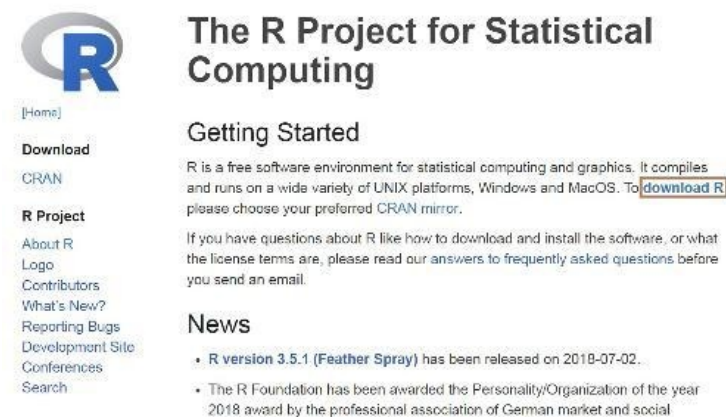 R
[Home]
Download
CRAN
R Project
About R
Logo
Contributors
What's New?
Reporting Bugs
Development Site
Conferences
Search
The R Project for Statistical
Computing
Getting Started
R is a free software environment for statistical computing and graphics. It compiles
and runs on a wide variety of UNIX platforms, Windows and MacOS. To download R
please choose your preferred CRAN mirror.
If you have questions about R like how to download and install the software, or what
the license terms are, please read our answers to frequently asked questions before
you send an email.
News
• R version 3.5.1 (Feather Spray) has been released on 2018-07-02.
• The R Foundation has been awarded the Personality/Organization of the year
2018 award by the professional association of German market and social